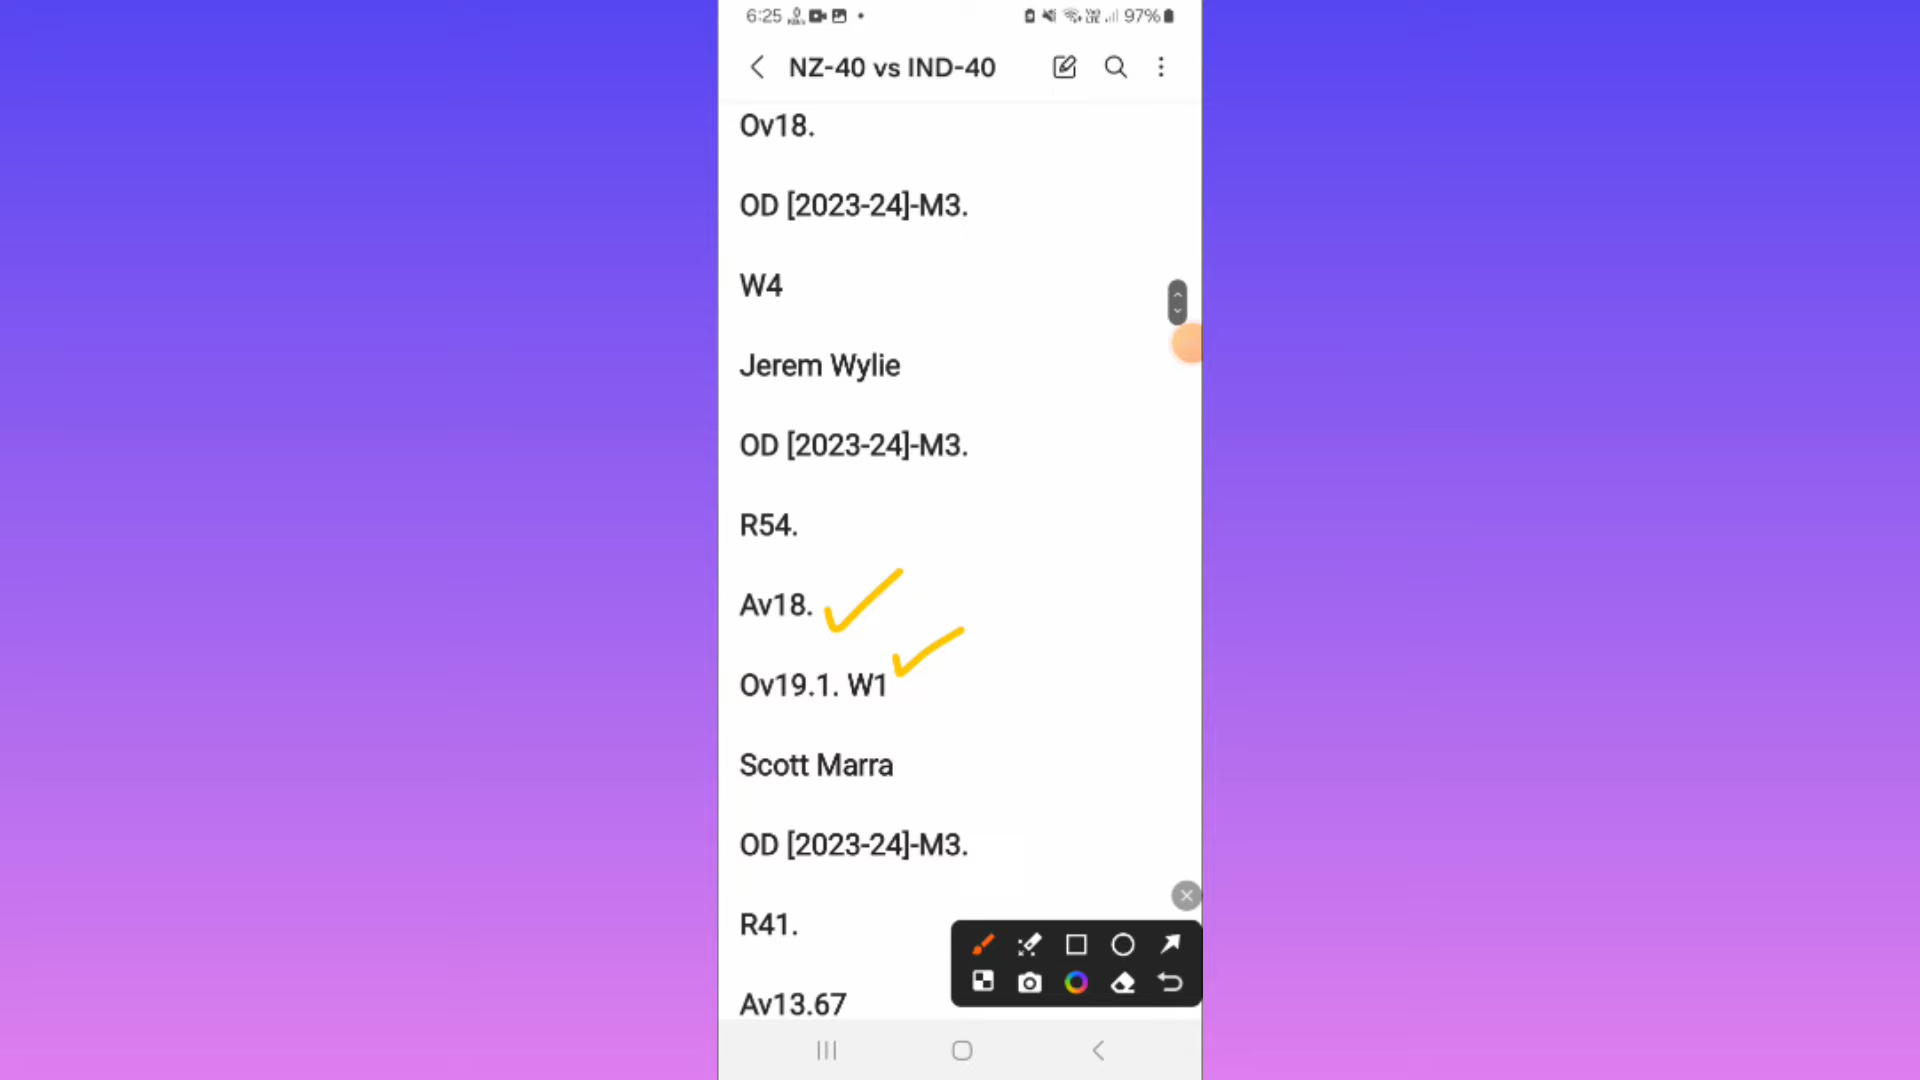 6:25
97%
NZ-40 vs IND-40
Ov18.
OD [2023-24]-M3.
W4
Jerem Wylie
OD [2023-24]-M3.
R54.
Av18.
Ov19.1. W1
Scott Marra
OD [2023-24]-M3.
R41.
Av13.67